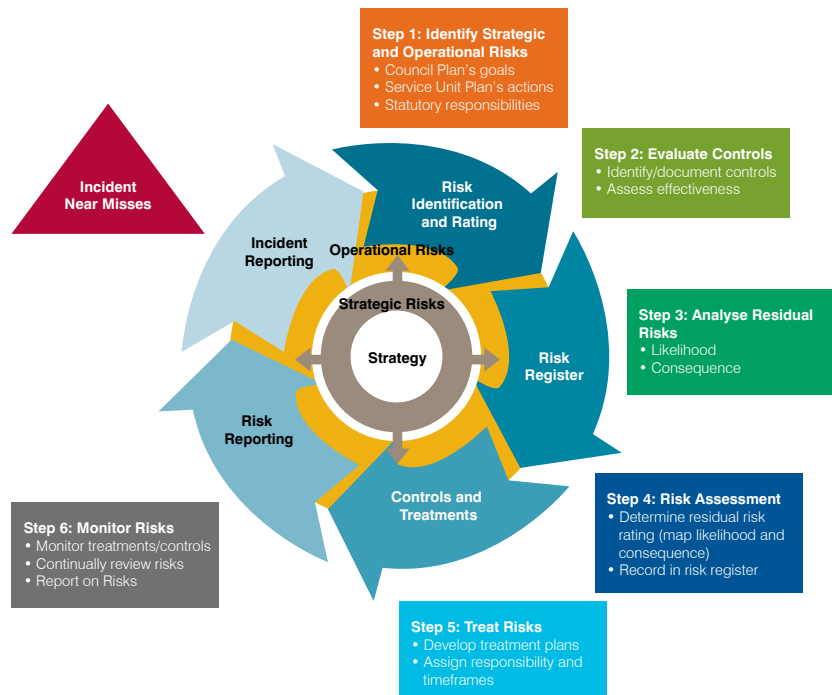 Step 1: Identify Strategic
and Operational Risks
• Council Plan's goals
• Service Unit Plan's actions
• Statutory responsibilities
Step 2: Evaluate Controls
• Identify/document controls
• Assess effectiveness
Incident
Near Misses
Risk
Identification
and Rating
Incident
Reporting
Operational Risks
Strategic Risks
Strategy
Step 3: Analyse Residual
Risks
• Likelihood
• Consequence
Risk
Register
Risk
Reporting
Controls and
Treatments
Step 4: Risk Assessment
• Determine residual risk
rating (map likelihood and
consequence)
• Record in risk register
Step 6: Monitor Risks
• Monitor treatments/controls
• Continually review risks
• Report on Risks
Step 5: Treat Risks
• Develop treatment plans
• Assign responsibility and
timeframes